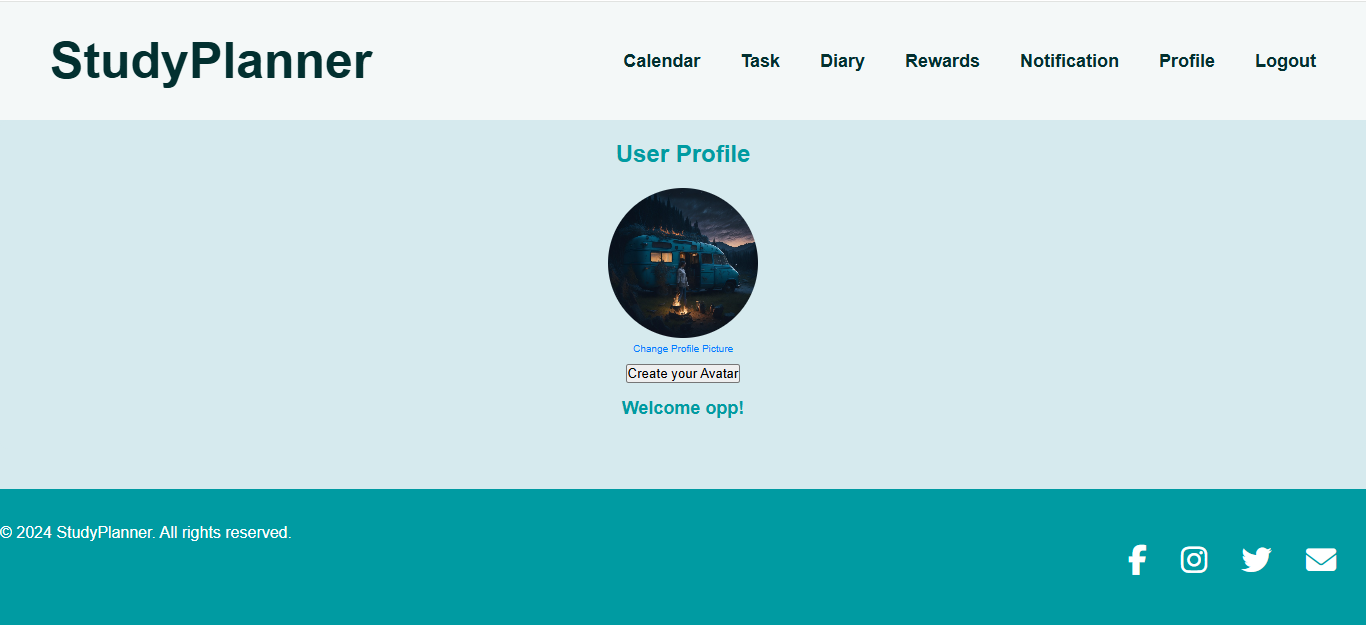 StudyPlanner
Calendar Task Diary Rewards Notification Profile Logout
User Profile
Change Profile Picture
Create your Avatar
Welcome opp!
© 2024 StudyPlanner. All rights reserved.